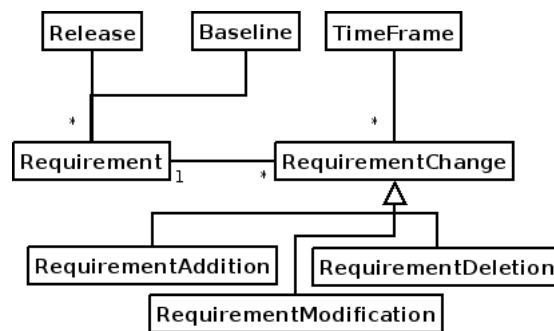 Release
Baseline
TimeFrame
*
*
Requirement
RequirementChange
1
*
RequirementAddition
RequirementDeletion
RequirementModification